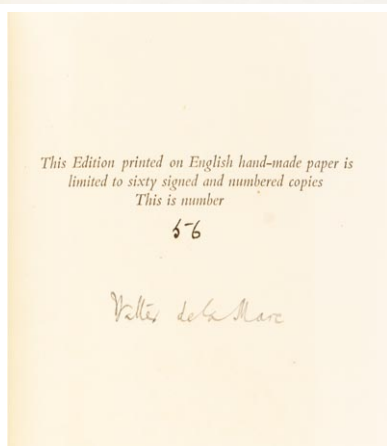 This Edition printed on English hand-made paper is
limited to sixty signed and numbered copies
This is number
56
Walter de la Mare